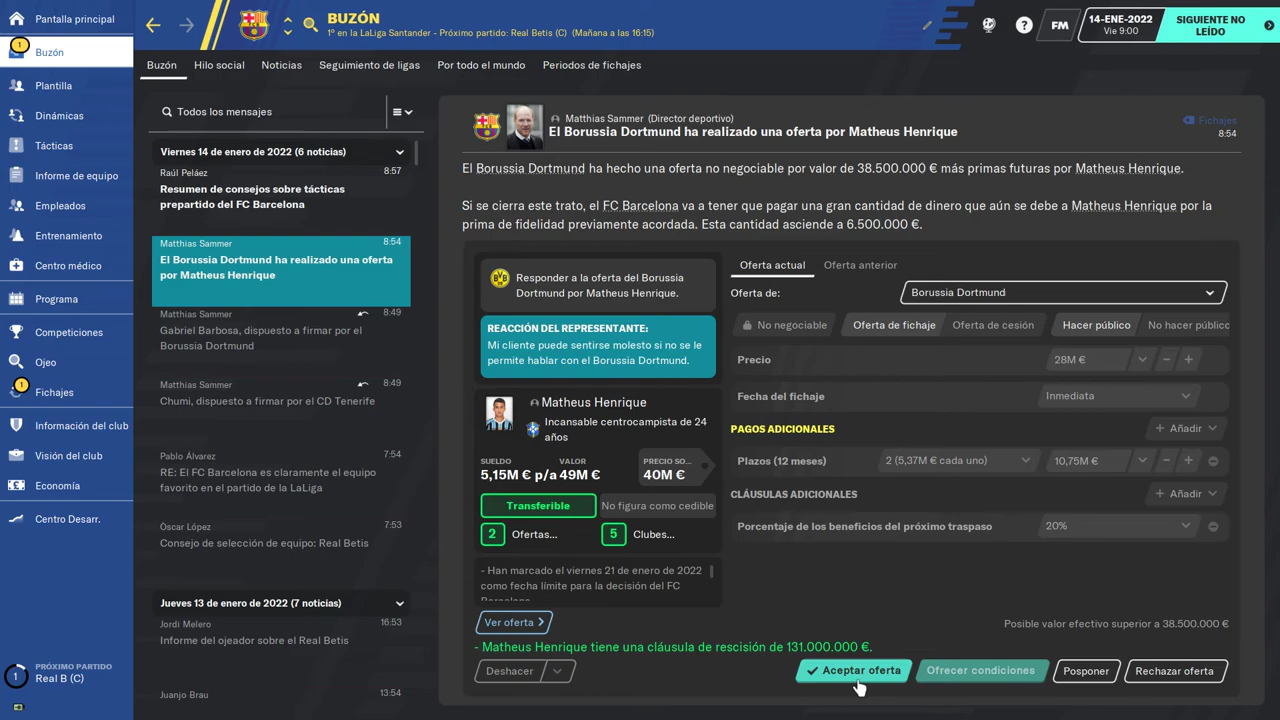 Pantalla principal
1
Buzón
Plantilla
Dinámicas
Tácticas
Informe de equipo
Empleados
Entrenamiento
Centro médico
Programa
Competiciones
Ojeo
1
Fichajes
Información del club
Visión del club
Economía
Centro Desarr.
1
PRÓXIMO PARTIDO
Real B (C)
BUZÓN
1º en la LaLiga Santander - Próximo partido: Real Betis (C) (Mañana a las 16:15)
FM
14-ENE-2022
Vie 9:00
SIGUIENTE NO LEÍDO
Buzón
Hilo social
Noticias
Seguimiento de ligas
Por todo el mundo
Periodos de fichajes
Todos los mensajes
Viernes 14 de enero de 2022 (6 noticias)
Raúl Peláez 8:57
Resumen de consejos sobre tácticas
prepartido del FC Barcelona
Matthias Sammer 8:54
El Borussia Dortmund ha realizado una oferta
por Matheus Henrique
Matthias Sammer 8:49
Gabriel Barbosa, dispuesto a firmar por el
Borussia Dortmund
Matthias Sammer 8:49
Chumi, dispuesto a firmar por el CD Tenerife
Pablo Álvarez 7:54
RE: El FC Barcelona es claramente el equipo
favorito en el partido de la LaLiga
Òscar López 7:53
Consejo de selección de equipo: Real Betis
Jueves 13 de enero de 2022 (7 noticias)
Jordi Melero 16:53
Informe del ojeador sobre el Real Betis
Juanjo Brau 13:54
Matthias Sammer (Director deportivo)
El Borussia Dortmund ha realizado una oferta por Matheus Henrique
Fichajes
8:54
El Borussia Dortmund ha hecho una oferta no negociable por valor de 38.500.000 € más primas futuras por Matheus Henrique.
Si se cierra este trato, el FC Barcelona va a tener que pagar una gran cantidad de dinero que aún se debe a Matheus Henrique por la
prima de fidelidad previamente acordada. Esta cantidad asciende a 6.500.000 €.
Responder a la oferta del Borussia
Dortmund por Matheus Henrique.
REACCIÓN DEL REPRESENTANTE:
Mi cliente puede sentirse molesto si no se le
permite hablar con el Borussia Dortmund.
Matheus Henrique
Incansable centrocampista de 24
años
SUELDO VALOR PRECIO SO...
5,15M € p/a 49M € 40M €
Transferible
No figura como cedible
2 Ofertas... 5 Clubes...
- Han marcado el viernes 21 de enero de 2022
como fecha límite para la decisión del FC
Barcelona
Oferta actual
Oferta anterior
Oferta de: Borussia Dortmund
No negociable Oferta de fichaje Oferta de cesión Hacer público No hacer público
Precio 28M €
Fecha del fichaje Inmediata
PAGOS ADICIONALES + Añadir
Plazos (12 meses) 2 (5,37M € cada uno) 10,75M €
CLÁUSULAS ADICIONALES + Añadir
Porcentaje de los beneficios del próximo traspaso 20%
Ver oferta
Posible valor efectivo superior a 38.500.000 €
- Matheus Henrique tiene una cláusula de rescisión de 131.000.000 €.
Deshacer
Aceptar oferta
Ofrecer condiciones
Posponer
Rechazar oferta